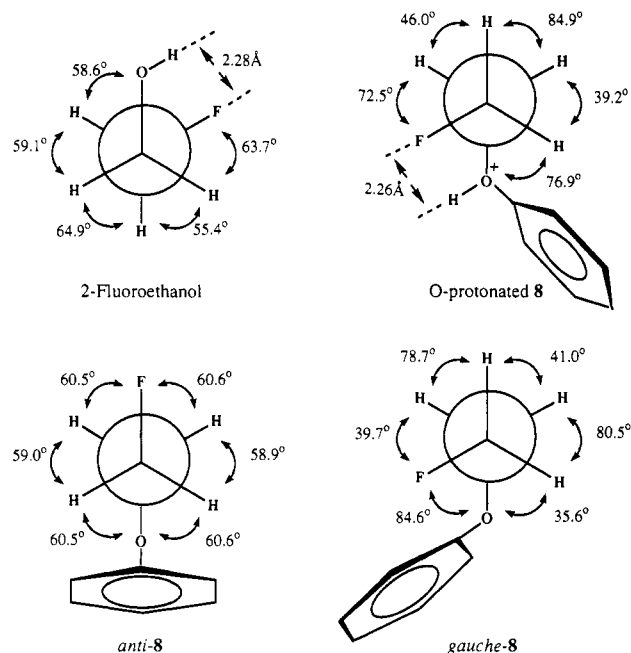 H
58.6°
O
2.28Å
H
F
59.1°
63.7°
H
H
64.9°
H
55.4°
2-Fluoroethanol
46.0°
H
84.9°
H
H
72.5°
39.2°
F
H
2.26Å
H
O
+
76.9°
O-protonated 8
60.5°
F
60.6°
H
H
59.0°
58.9°
H
H
60.5°
O
60.6°
anti-8
78.7°
H
41.0°
H
H
39.7°
80.5°
F
H
84.6°
O
35.6°
gauche-8